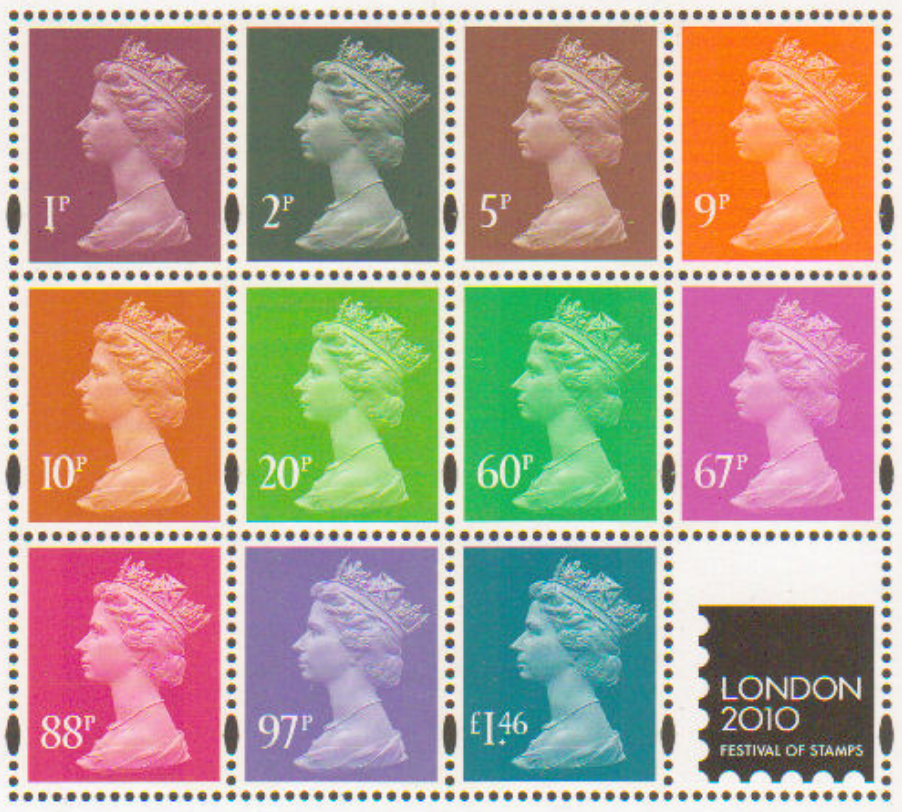 1P
2P
5P
9P
10P
20P
60P
67P
88P
97P
£1.46
LONDON
2010
FESTIVAL OF STAMPS